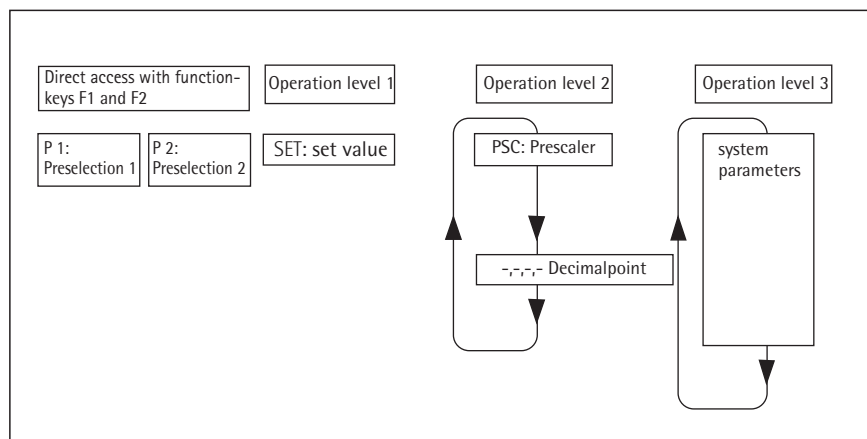 Direct access with function-
keys F1 and F2
Operation level 1
Operation level 2
Operation level 3
P 1:
Preselection 1
P 2:
Preselection 2
SET: set value
PSC: Prescaler
system
parameters
-,-,-,- Decimalpoint